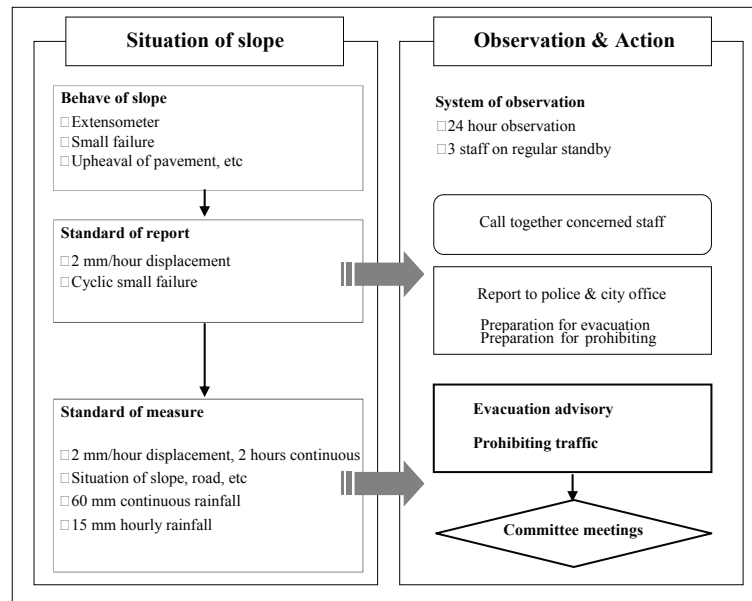 Situation of slope
Behave of slope
□Extensometer
□Small failure
□Upheaval of pavement, etc
Standard of report
□2 mm/hour displacement
□Cyclic small failure
Standard of measure
□2 mm/hour displacement, 2 hours continuous
□Situation of slope, road, etc
□60 mm continuous rainfall
□15 mm hourly rainfall
Observation & Action
System of observation
□24 hour observation
□3 staff on regular standby
Call together concerned staff
Report to police & city office
Preparation for evacuation
Preparation for prohibiting
Evacuation advisory
Prohibiting traffic
Committee meetings